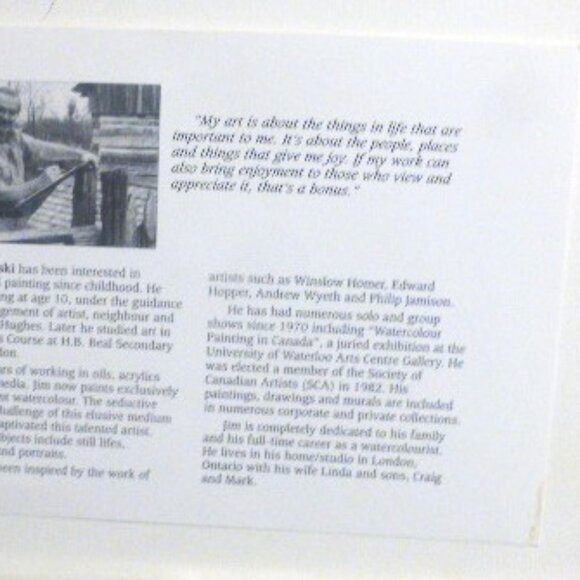 "My art is about the things in life that are
important to me. It's about the people, places
and things that give me joy. If my work can
also bring enjoyment to those who view and
appreciate it, that's a bonus."
ski has been interested in
painting since childhood. He
ng at age 10, under the guidance
gement of artist, neighbour and
Hughes. Later he studied art in
s Course at H.B. Beal Secondary
don.
rs of working in oils, acrylics
media, Jim now paints exclusively
st watercolour. The seductive
hallenge of this elusive medium
aptivated this talented artist.
bjects include still lifes,
nd portraits.
been inspired by the work of
artists such as Winslow Homer, Edward
Hopper, Andrew Wyeth and Philip Jamison.
He has had numerous solo and group
shows since 1970 including "Watercolour
Painting in Canada", a juried exhibition at the
University of Waterloo Arts Centre Gallery. He
was elected a member of the Society of
Canadian Artists (SCA) in 1982. His
paintings, drawings and murals are included
in numerous corporate and private collections.
Jim is completely dedicated to his family
and his full-time career as a watercolourist.
He lives in his home/studio in London,
Ontario with his wife Linda and sons, Craig
and Mark.